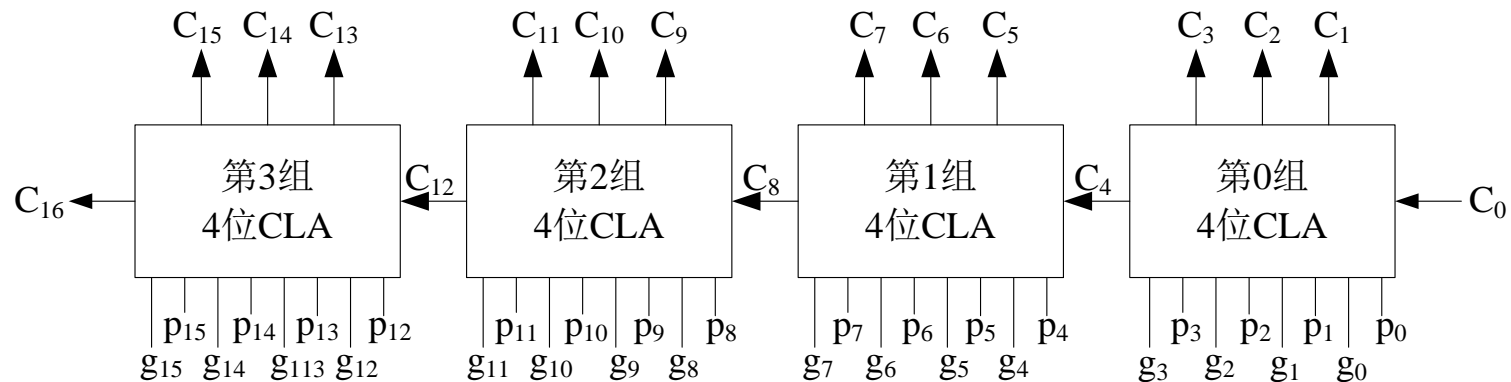 C₁₅ C₁₄ C₁₃ C₁₁ C₁₀ C₉ C₇ C₆ C₅ C₃ C₂ C₁
第3组 第2组 第1组 第0组
C₁₆ C₁₂ C₈ C₄ C₀
4位CLA 4位CLA 4位CLA 4位CLA
p₁₅ p₁₄ p₁₃ p₁₂ p₁₁ p₁₀ p₉ p₈ p₇ p₆ p₅ p₄ p₃ p₂ p₁ p₀
g₁₅ g₁₄ g₁₁₃ g₁₂ g₁₁ g₁₀ g₉ g₈ g₇ g₆ g₅ g₄ g₃ g₂ g₁ g₀